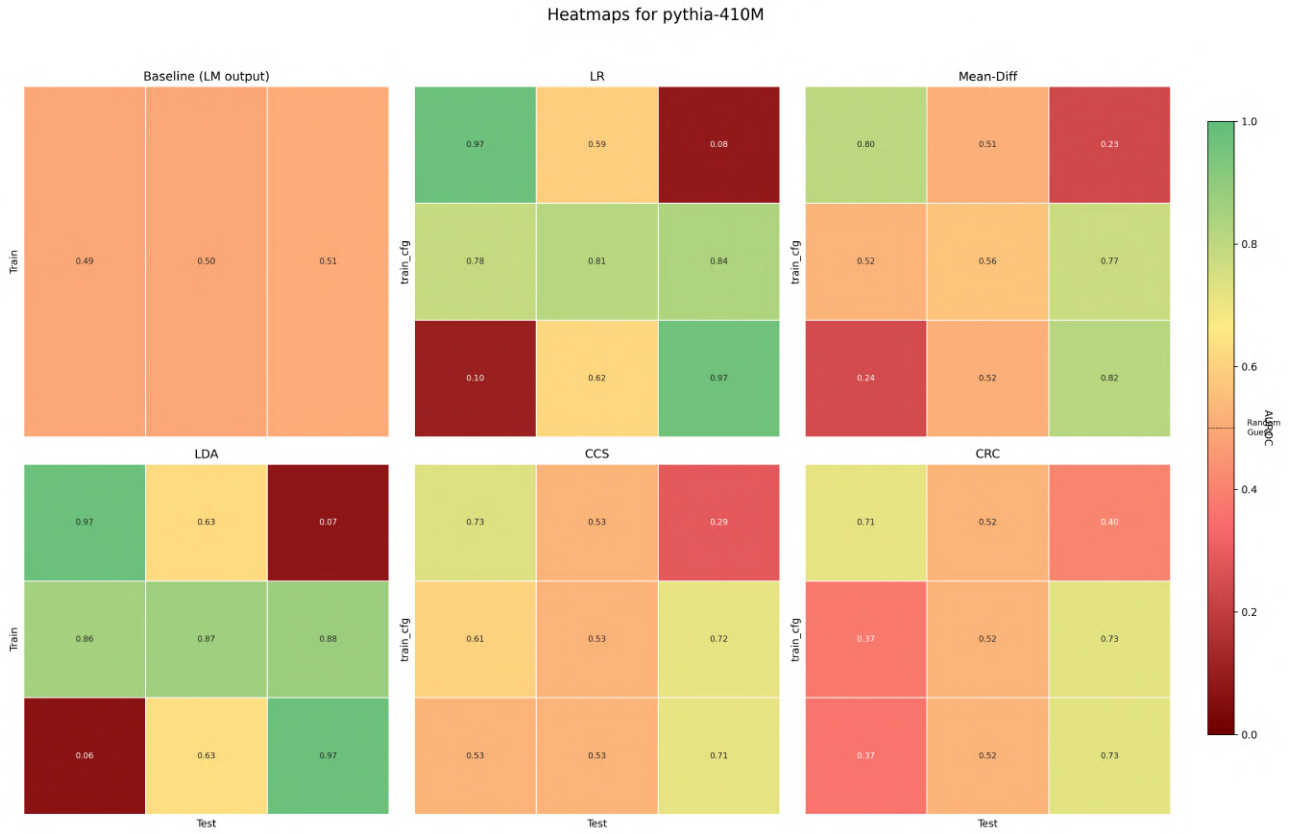 Heatmaps for pythia-410M
Baseline (LM output)
LR
Mean-Diff
0.49 0.50 0.51
Train
0.97 0.59 0.08
0.78 0.81 0.84
0.10 0.62 0.97
train_cfg
0.80 0.51 0.23
0.52 0.56 0.77
0.24 0.52 0.82
train_cfg
LDA
CCS
CRC
0.97 0.63 0.07
0.86 0.87 0.88
0.06 0.63 0.97
Train
Test
0.73 0.53 0.29
0.61 0.53 0.72
0.53 0.53 0.71
train_cfg
Test
0.71 0.52 0.40
0.37 0.52 0.73
0.37 0.52 0.73
train_cfg
Test
1.0
0.8
0.6
0.4
0.2
0.0
Random
Guess
AUROC